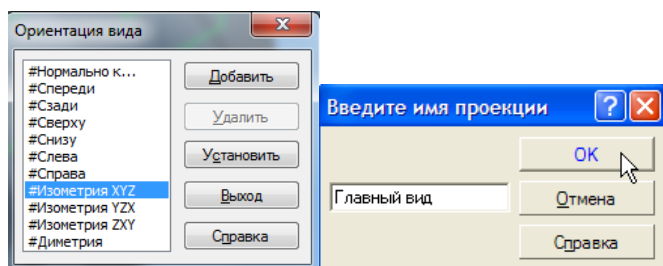 Ориентация вида
#Нормально к...
#Спереди
#Сзади
#Сверху
#Снизу
#Слева
#Справа
#Изометрия XYZ
#Изометрия YZX
#Изометрия ZXY
#Диметрия
Добавить
Удалить
Установить
Выход
Справка
Введите имя проекции
Главный вид
OK
Отмена
Справка